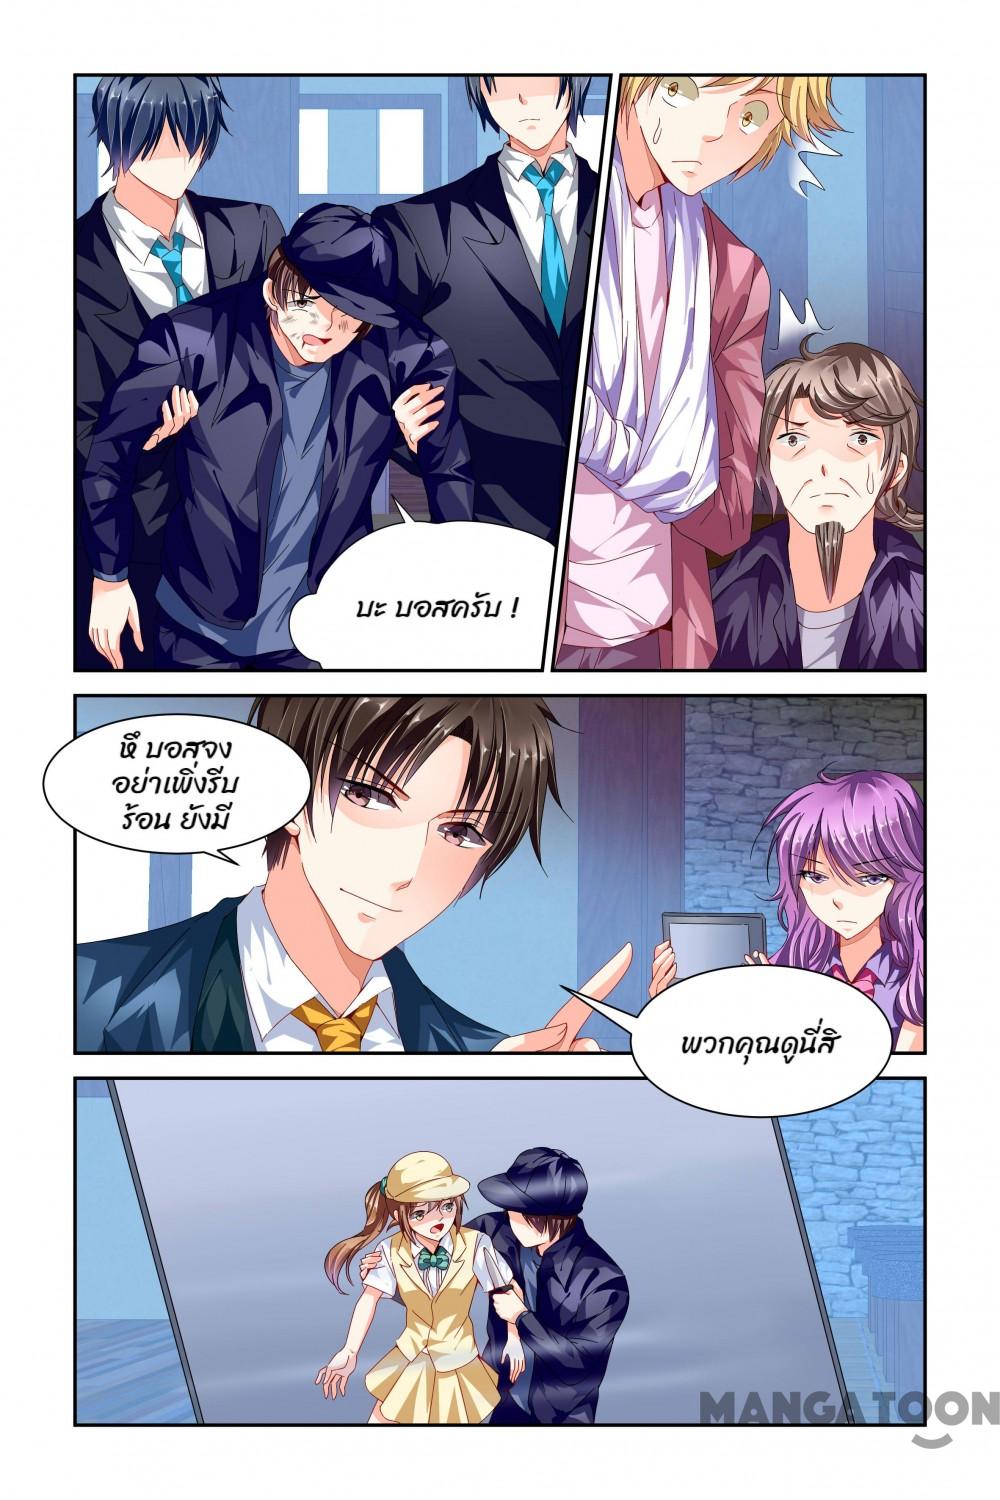 บะ บอสครับ !
หึ บอสจง
อย่าเพิ่งรีบ
ร้อน ยังมี
พวกคุณดูนี่สิ
MANGATOON